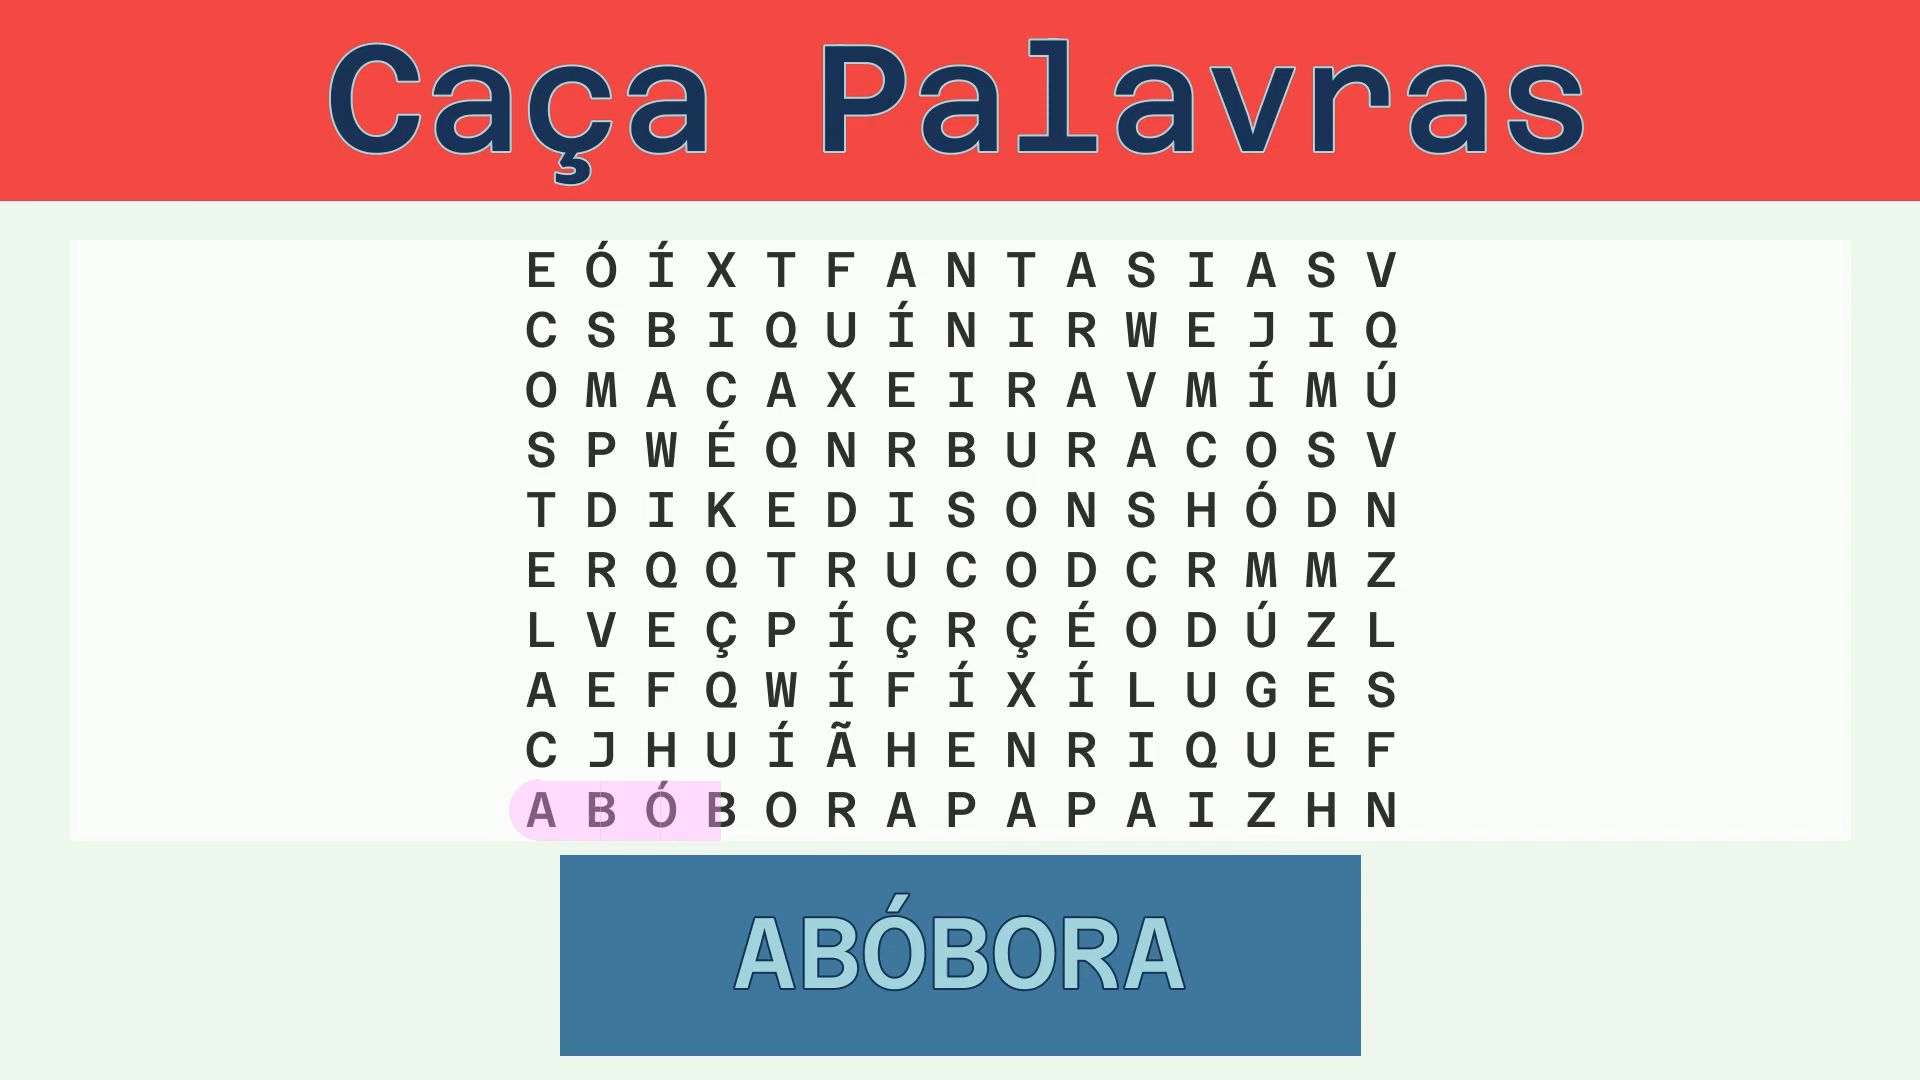 Caça Palavras
E Ó Í X T F A N T A S I A S V
C S B I Q U Í N I R W E J I Q
O M A C A X E I R A V M Í M Ú
S P W É Q N R B U R A C O S V
T D I K E D I S O N S H Ó D N
E R Q Q T R U C O D C R M M Z
L V E Ç P Í Ç R Ç É O D Ú Z L
A E F Q W Í F Í X Í L U G E S
C J H U Í Ã H E N R I Q U E F
A B Ó B O R A P A P A I Z H N
ABÓBORA